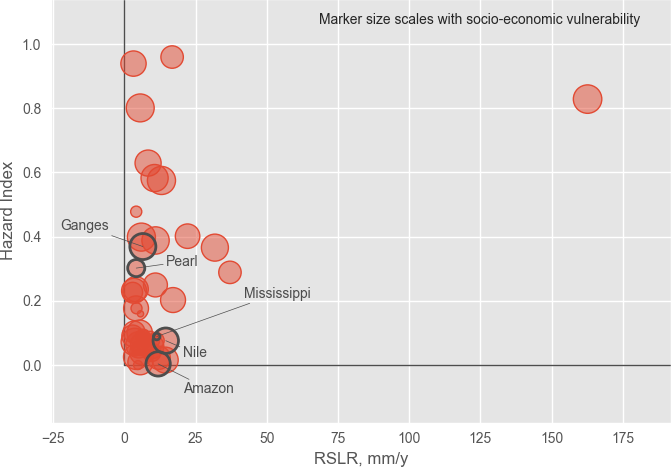 Marker size scales with socio-economic vulnerability
1.0
0.8
0.6
0.4
0.2
0.0
Hazard Index
Ganges
Pearl
Mississippi
Nile
Amazon
−25
0
25
50
75
100
125
150
175
RSLR, mm/y